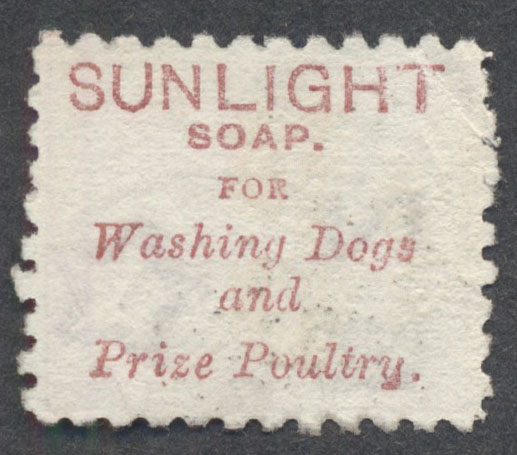 SUNLIGHT
SOAP.
FOR
Washing Dogs
and
Prize Poultry.